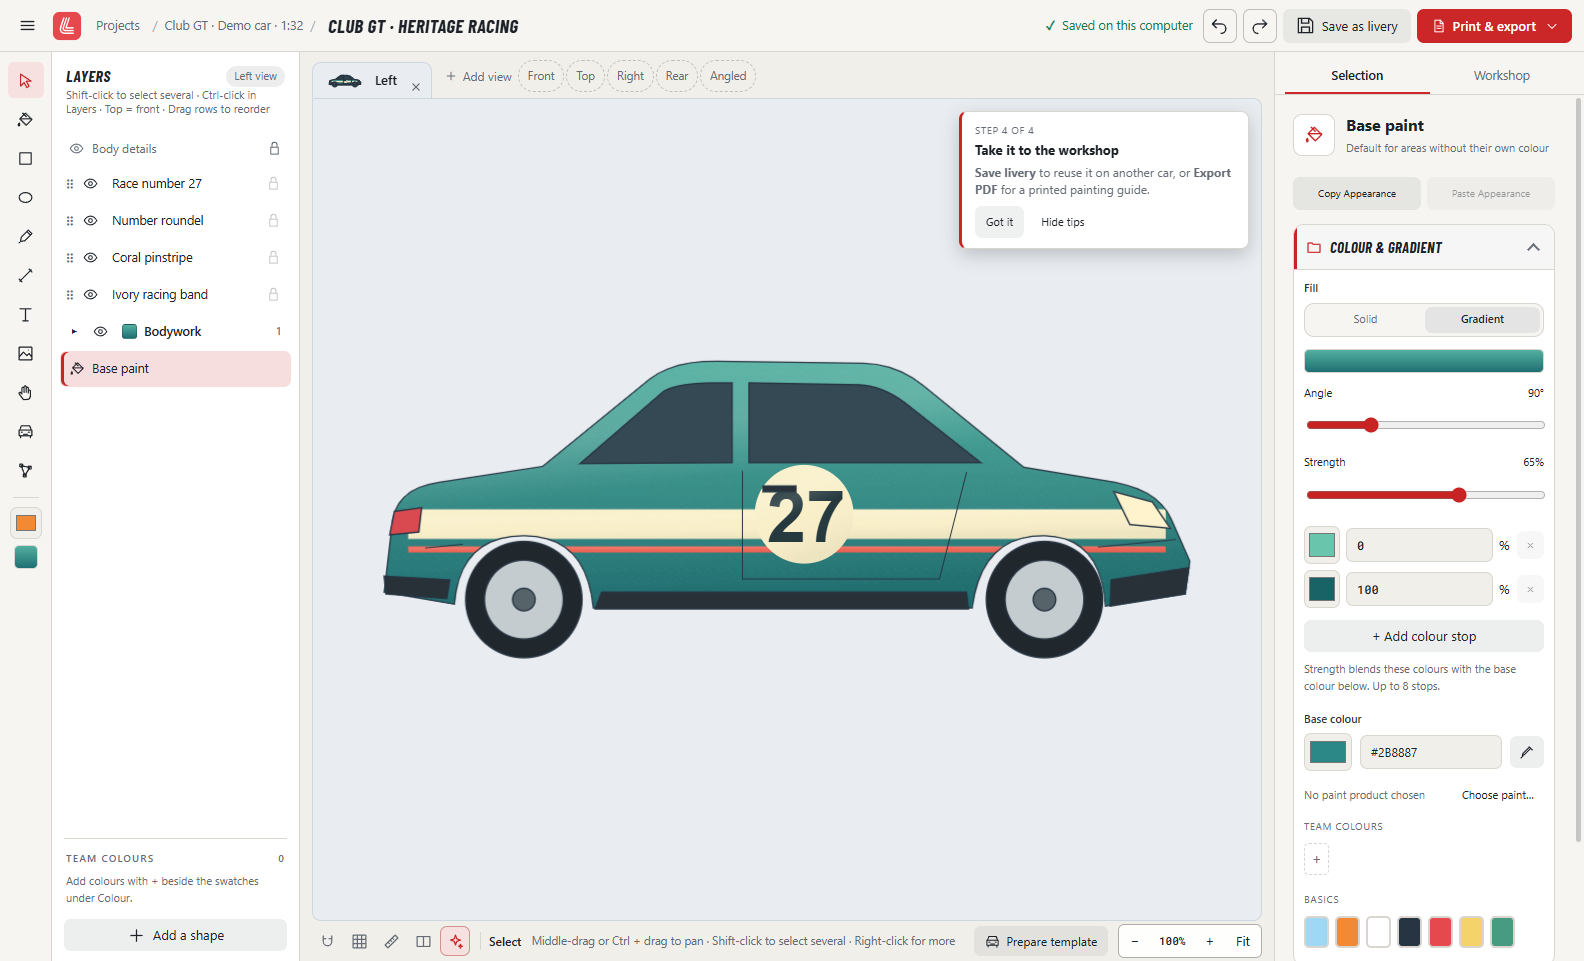 Projects / Club GT · Demo car · 1:32 / CLUB GT · HERITAGE RACING
Saved on this computer
Save as livery
Print & export
LAYERS
Left view
Shift-click to select several · Ctrl-click in
Layers · Top = front · Drag rows to reorder
Body details
Race number 27
Number roundel
Coral pinstripe
Ivory racing band
Bodywork 1
Base paint
TEAM COLOURS 0
Add colours with + beside the swatches
under Colour.
+ Add a shape
Left ×
+ Add view
Front
Top
Right
Rear
Angled
STEP 4 OF 4
Take it to the workshop
Save livery to reuse it on another car, or Export
PDF for a printed painting guide.
Got it
Hide tips
27
Select
Middle-drag or Ctrl + drag to pan · Shift-click to select several · Right-click for more
Prepare template
− 100% + Fit
Selection
Workshop
Base paint
Default for areas without their own colour
Copy Appearance
Paste Appearance
COLOUR & GRADIENT
Fill
Solid
Gradient
Angle 90°
Strength 65%
0 % ×
100 % ×
+ Add colour stop
Strength blends these colours with the base
colour below. Up to 8 stops.
Base colour
#2B8887
No paint product chosen
Choose paint...
TEAM COLOURS
+
BASICS